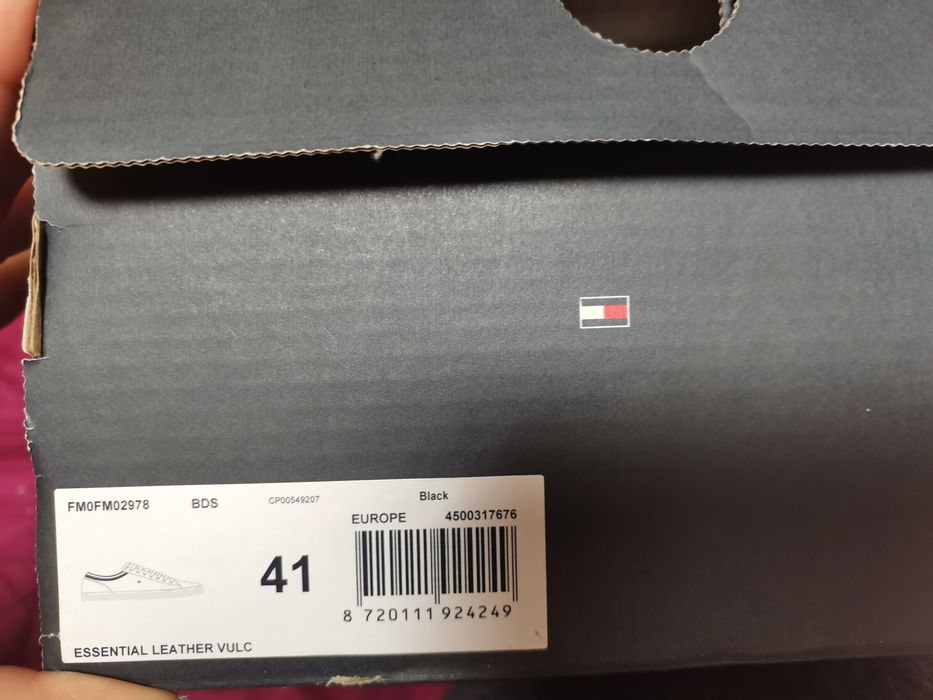 FM0FM02978 BDS CP00549207 Black
EUROPE 4500317676
41
8 720111 924249
ESSENTIAL LEATHER VULC